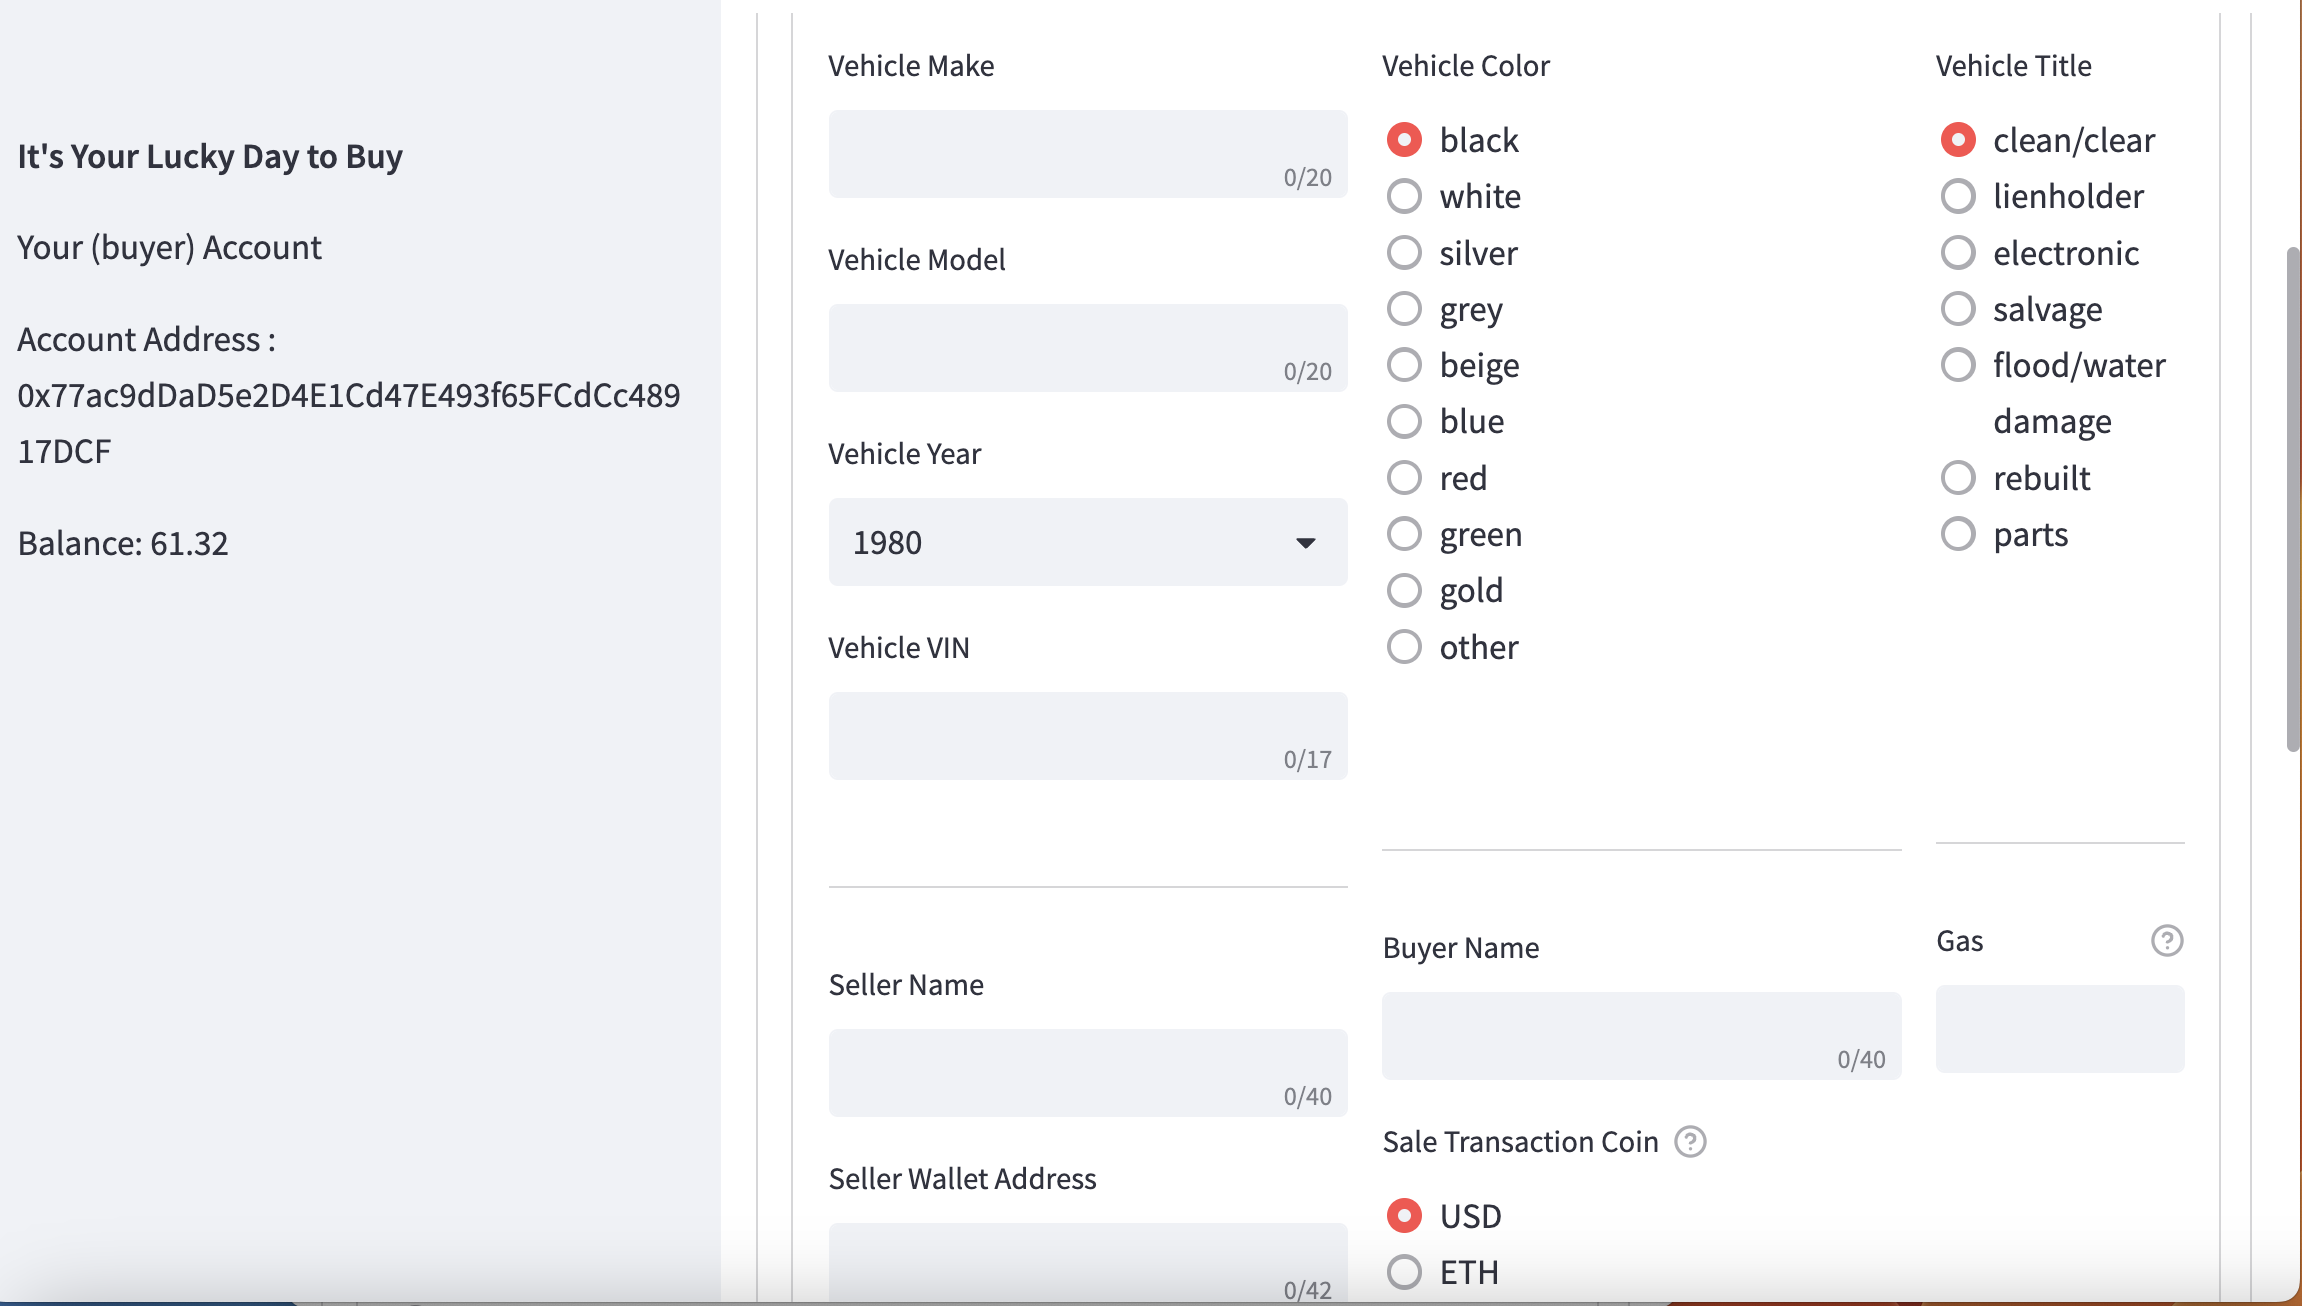 It's Your Lucky Day to Buy
Your (buyer) Account
Account Address :
0x77ac9dDaD5e2D4E1Cd47E493f65FCdCc489
17DCF
Balance: 61.32
Vehicle Make
0/20
Vehicle Model
0/20
Vehicle Year
1980
Vehicle VIN
0/17
Vehicle Color
black
white
silver
grey
beige
blue
red
green
gold
other
Vehicle Title
clean/clear
lienholder
electronic
salvage
flood/water
damage
rebuilt
parts
Seller Name
0/40
Seller Wallet Address
0/42
Buyer Name
0/40
Sale Transaction Coin ?
USD
ETH
Gas ?